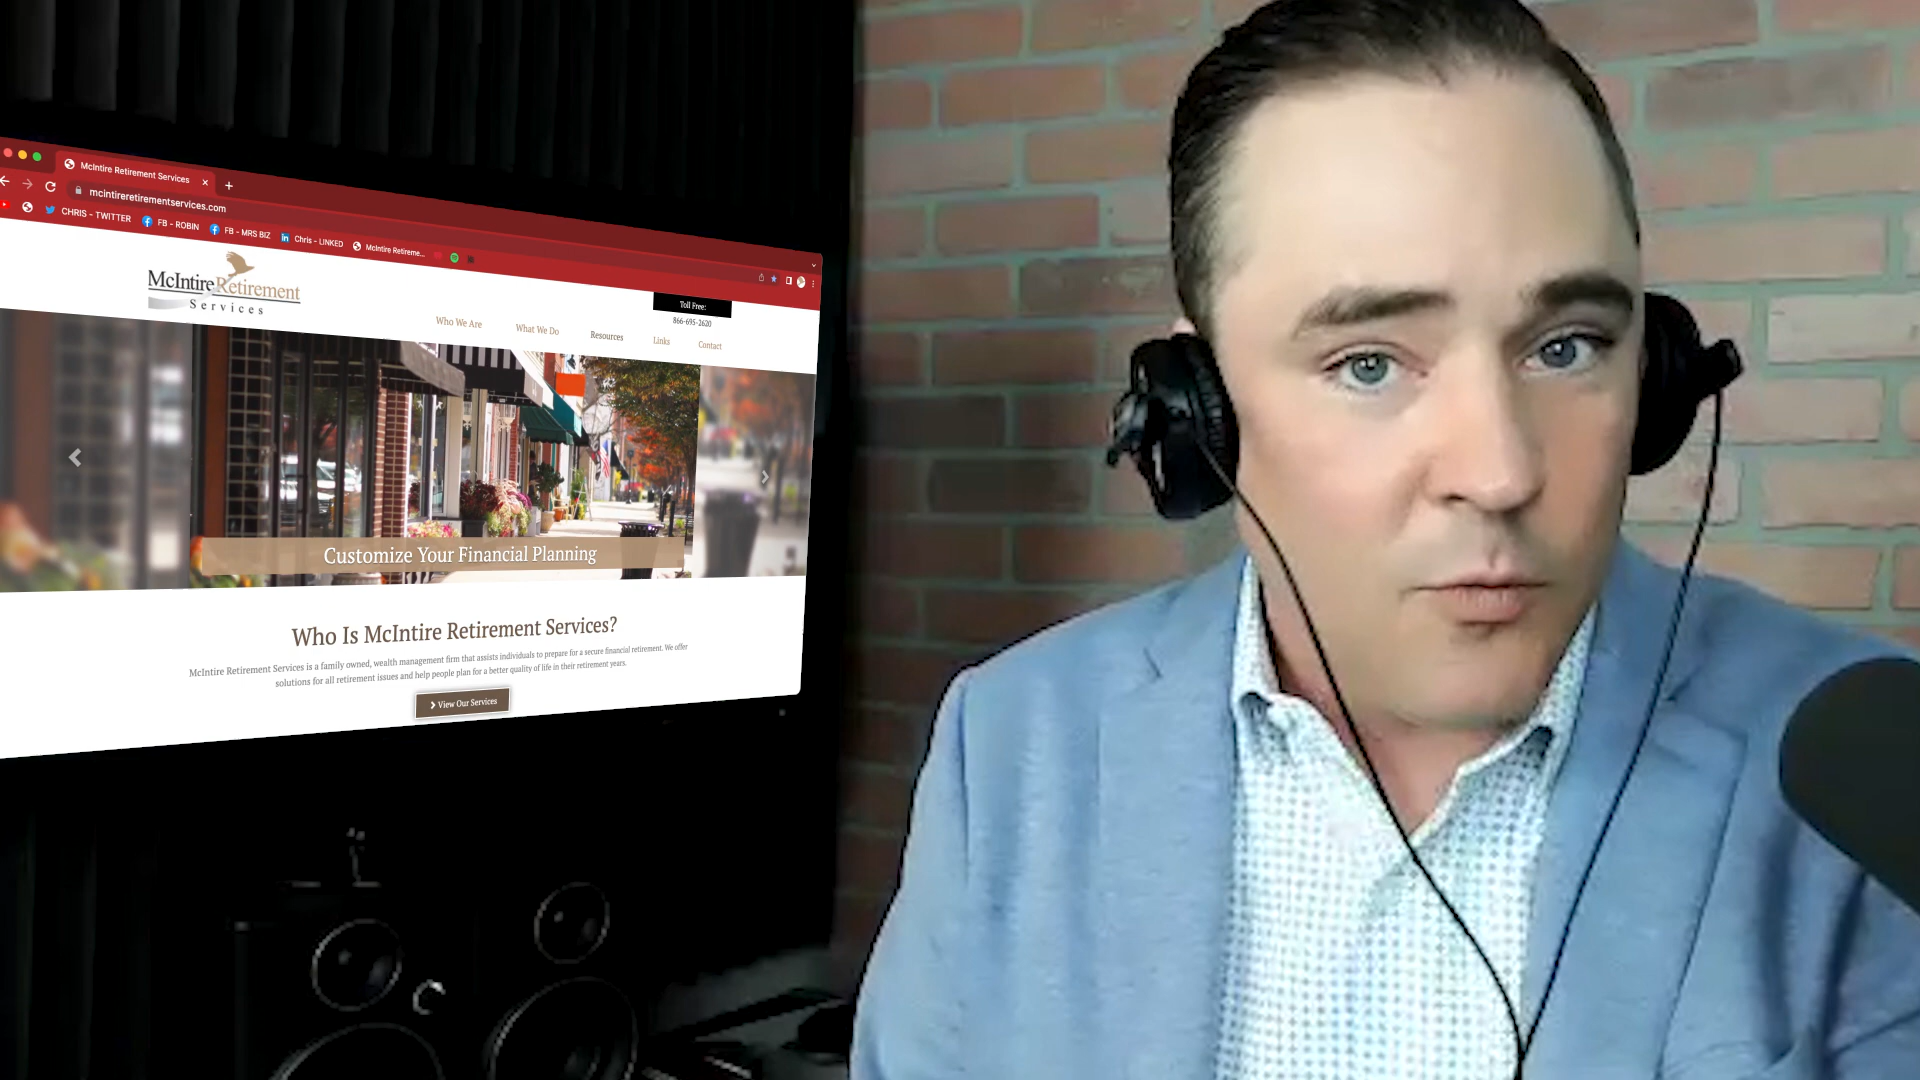 McIntire Retirement Services
mcintireretirementservices.com
CHRIS - TWITTER
FB - ROBIN
FB - MRS BIZ
Chris - LINKED
McIntire Retireme...
McIntire Retirement
Services
Toll Free:
866-695-2620
Who We Are
What We Do
Resources
Links
Contact
Customize Your Financial Planning
Who Is McIntire Retirement Services?
McIntire Retirement Services is a family owned, wealth management firm that assists individuals to prepare for a secure financial retirement. We offer
solutions for all retirement issues and help people plan for a better quality of life in their retirement years.
View Our Services